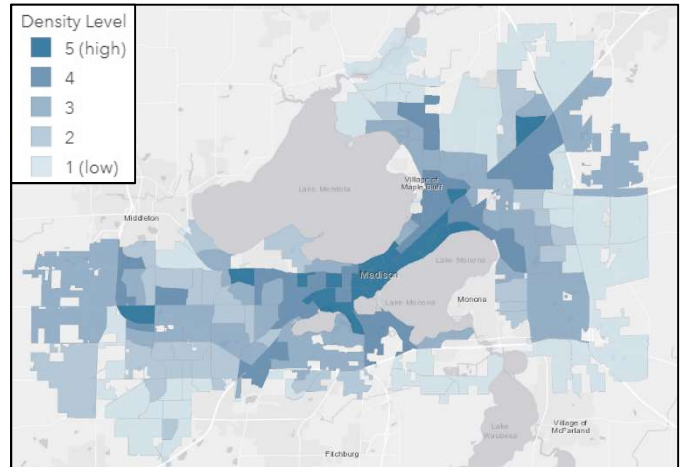 Density Level
5 (high)
4
3
2
1 (low)
Lake Mendota
Village of
Maple Bluff
Middleton
Lake Monona
Madison
Lake Monona
Monona
Lake
Waubesa
Village of
McFarland
Fitchburg